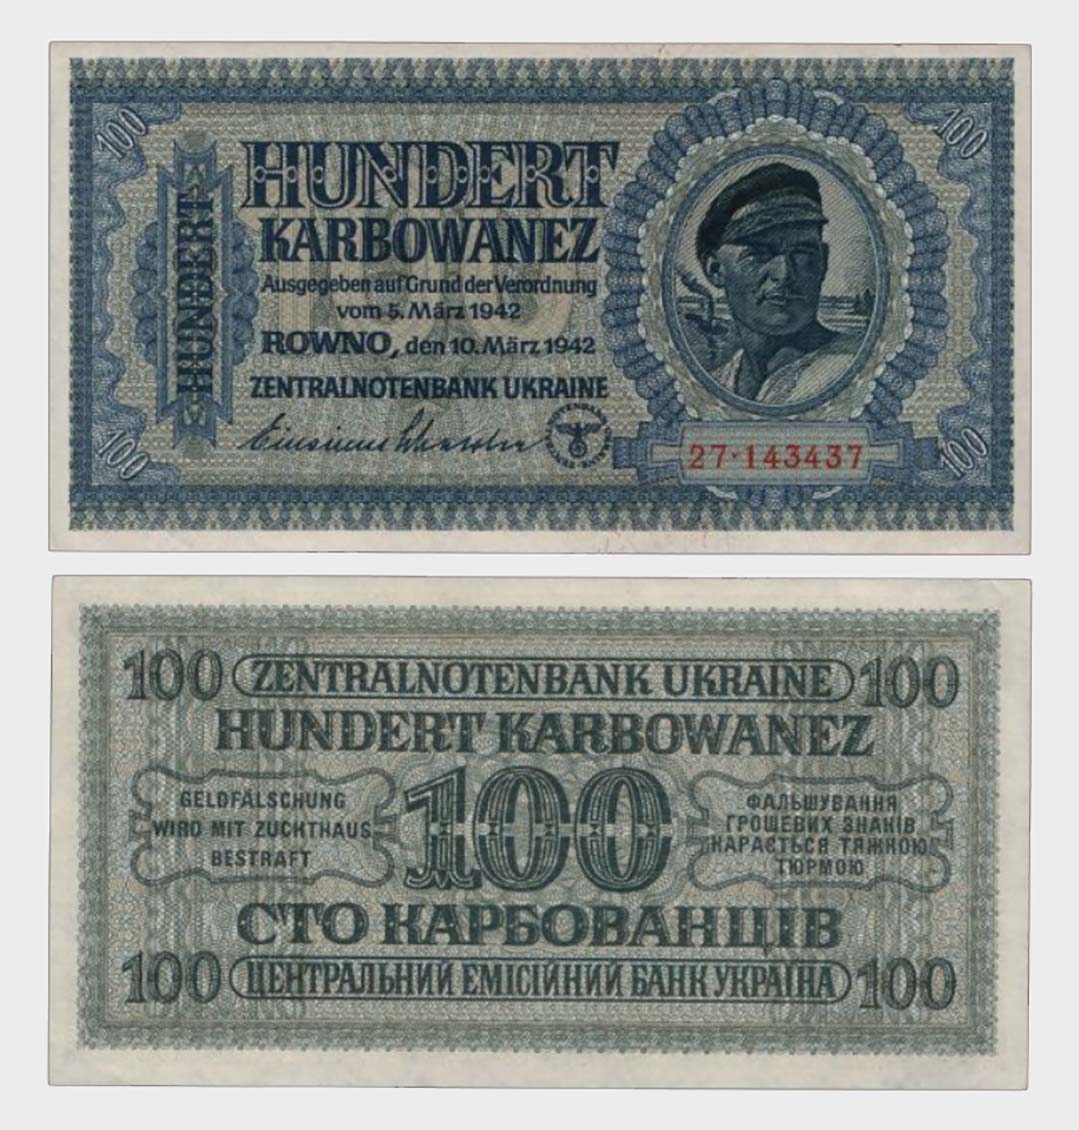 100
100
HUNDERT
HUNDERT
KARBOWANEZ
Ausgegeben auf Grund der Verordnung
vom 5. März 1942
ROWNO, den 10. März 1942
ZENTRALNOTENBANK UKRAINE
27·143437
100
100
100 ZENTRALNOTENBANK UKRAINE 100
HUNDERT KARBOWANEZ
GELDFÄLSCHUNG
WIRD MIT ZUCHTHAUS
BESTRAFT
100
ФАЛЬШУВАННЯ
ГРОШЕВИХ ЗНАКІВ
КАРАЄТЬСЯ ТЯЖКОЮ
ТЮРМОЮ
СТО КАРБОВАНЦІВ
100 ЦЕНТРАЛЬНИЙ ЕМІСІЙНИЙ БАНК УКРАЇНА 100